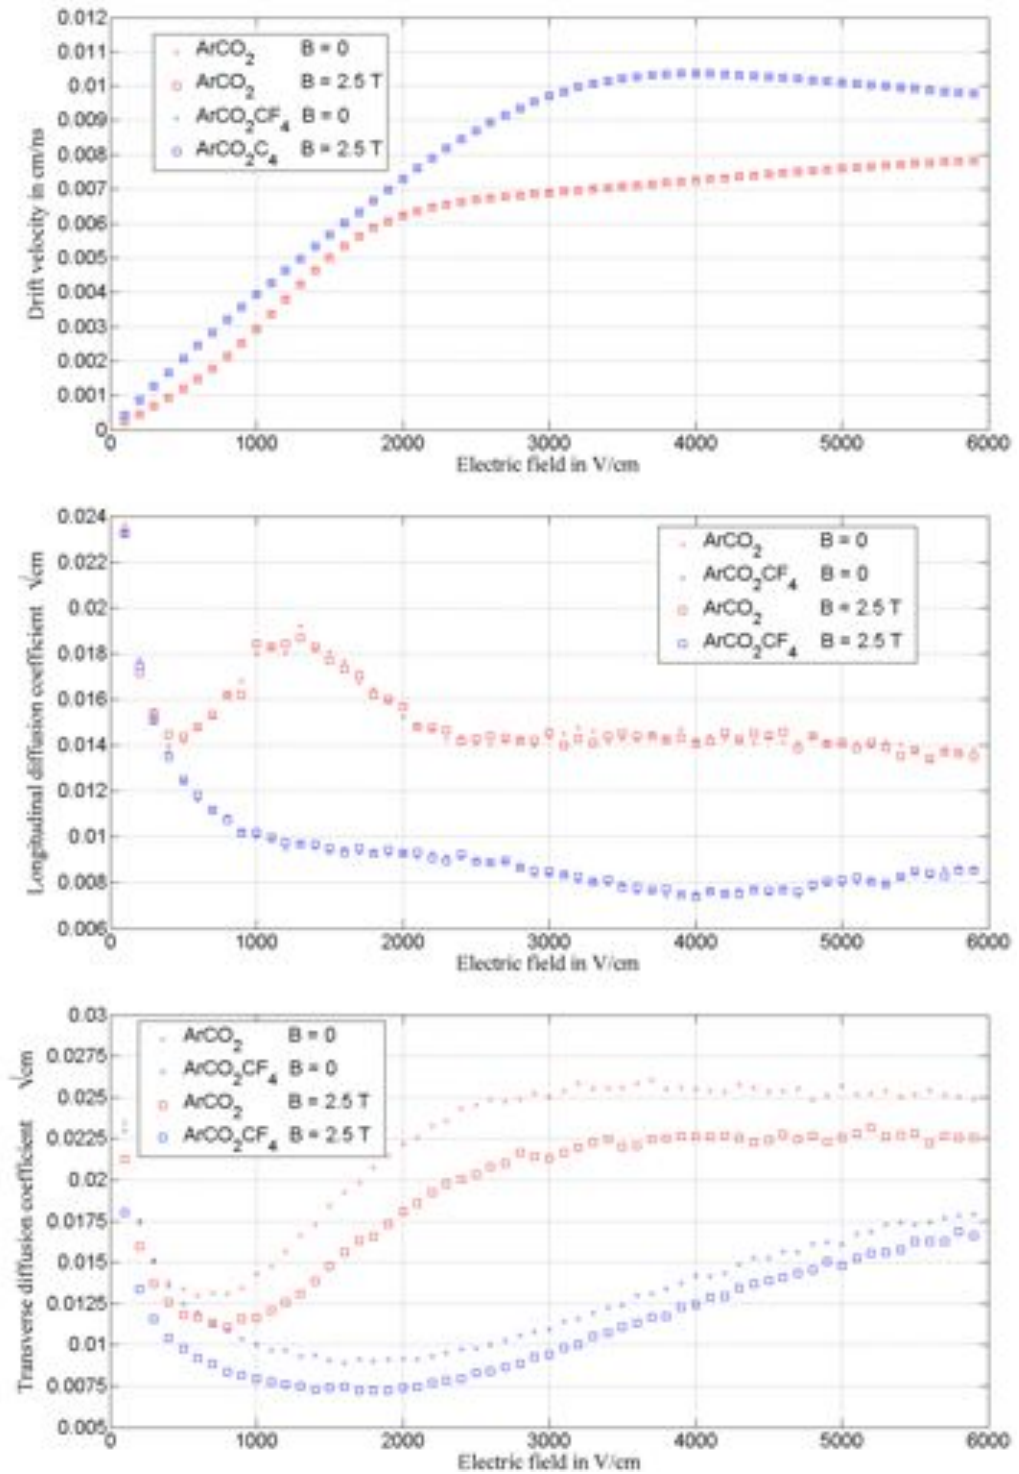 Drift velocity in cm/ns
0.012
0.011
0.01
0.009
0.008
0.007
0.006
0.005
0.004
0.003
0.002
0.001
0
ArCO2 B = 0
ArCO2 B = 2.5 T
ArCO2CF4 B = 0
ArCO2C4 B = 2.5 T
0 1000 2000 3000 4000 5000 6000
Electric field in V/cm
Longitudinal diffusion coefficient √cm
0.024
0.022
0.02
0.018
0.016
0.014
0.012
0.01
0.008
0.006
ArCO2 B = 0
ArCO2CF4 B = 0
ArCO2 B = 2.5 T
ArCO2CF4 B = 2.5 T
0 1000 2000 3000 4000 5000 6000
Electric field in V/cm
Transverse diffusion coefficient √cm
0.03
0.0275
0.025
0.0225
0.02
0.0175
0.015
0.0125
0.01
0.0075
0.005
ArCO2 B = 0
ArCO2CF4 B = 0
ArCO2 B = 2.5 T
ArCO2CF4 B = 2.5 T
0 1000 2000 3000 4000 5000 6000
Electric field in V/cm